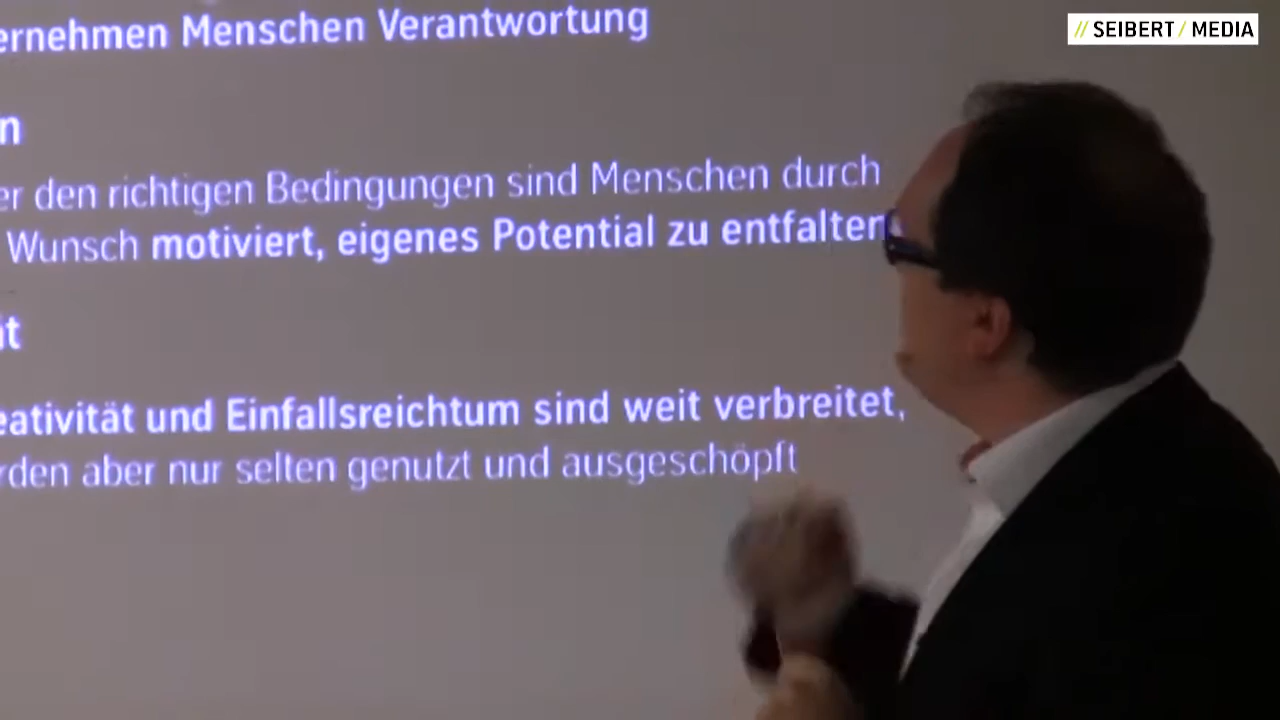 // SEIBERT / MEDIA
ernehmen Menschen Verantwortung
n
er den richtigen Bedingungen sind Menschen durch
Wunsch motiviert, eigenes Potential zu entfalten
ät
eativität und Einfallsreichtum sind weit verbreitet,
rden aber nur selten genutzt und ausgeschöpft